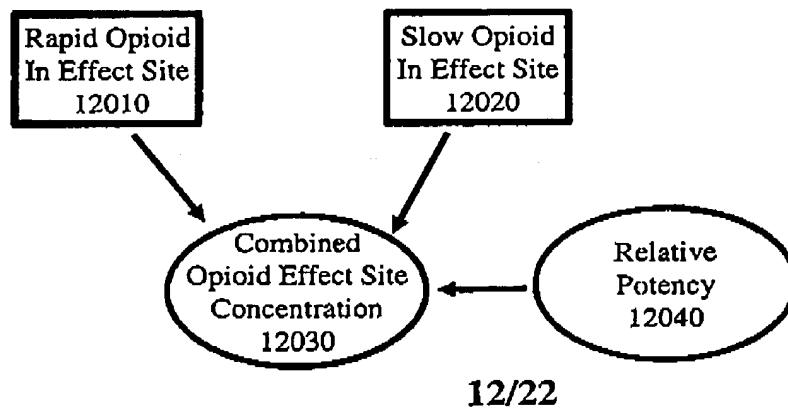 Rapid Opioid
In Effect Site
12010
Slow Opioid
In Effect Site
12020
Combined
Opioid Effect Site
Concentration
12030
Relative
Potency
12040
12/22